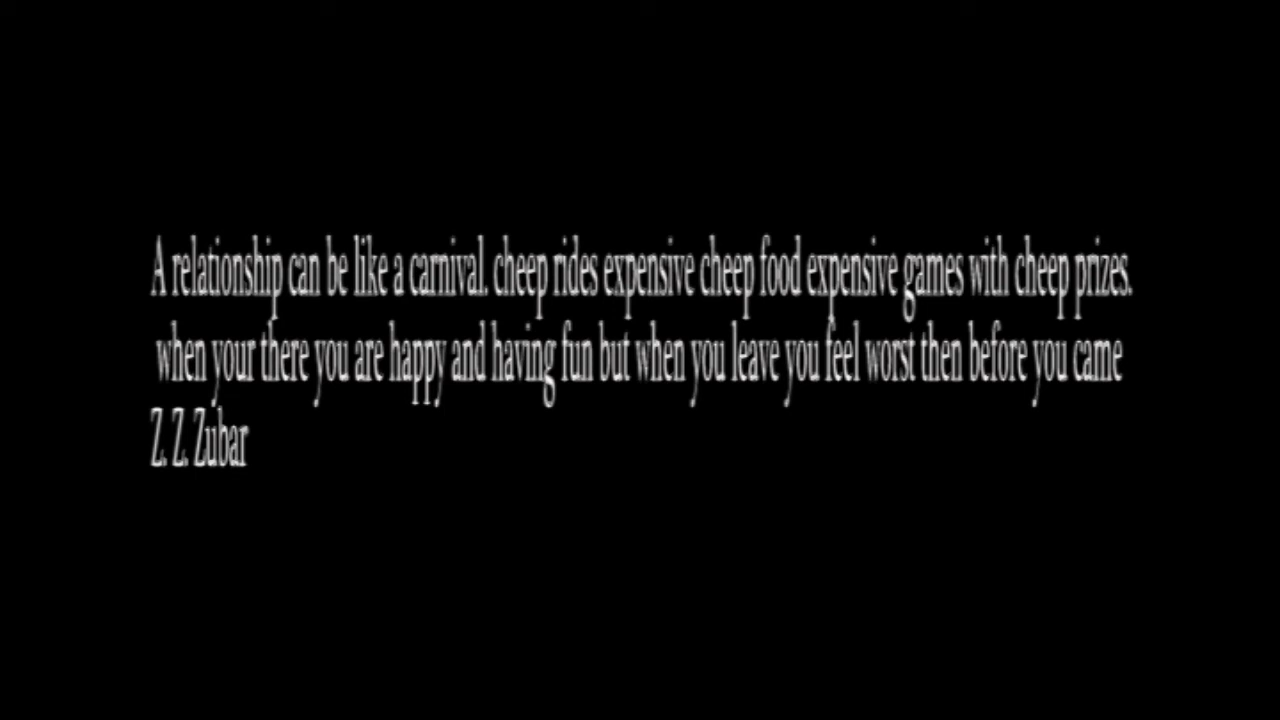 A relationship can be like a carnival. cheep rides expensive cheep food expensive games with cheep prizes.
when your there you are happy and having fun but when you leave you feel worst then before you came
Z. Z. Zubar